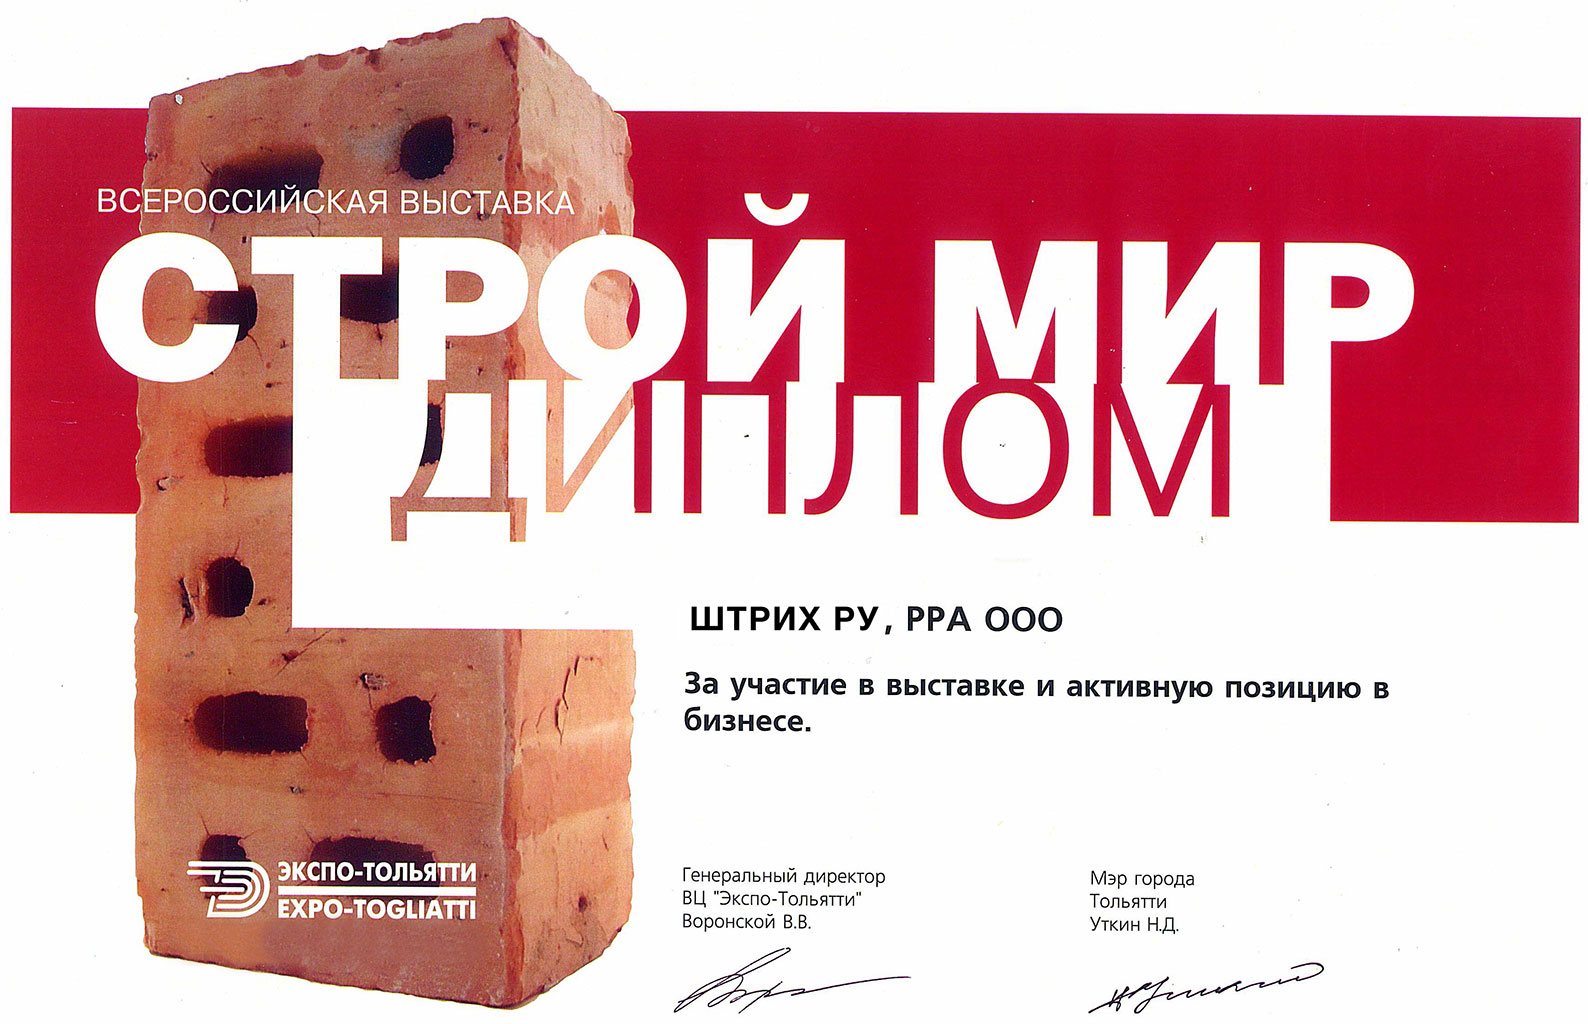 ВСЕРОССИЙСКАЯ ВЫСТАВКА
СТРОЙ МИР
ДИПЛОМ
ШТРИХ РУ, РРА ООО
За участие в выставке и активную позицию в
бизнесе.
ЭКСПО-ТОЛЬЯТТИ
EXPO-TOGLIATTI
Генеральный директор
ВЦ "Экспо-Тольятти"
Воронской В.В.
Мэр города
Тольятти
Уткин Н.Д.